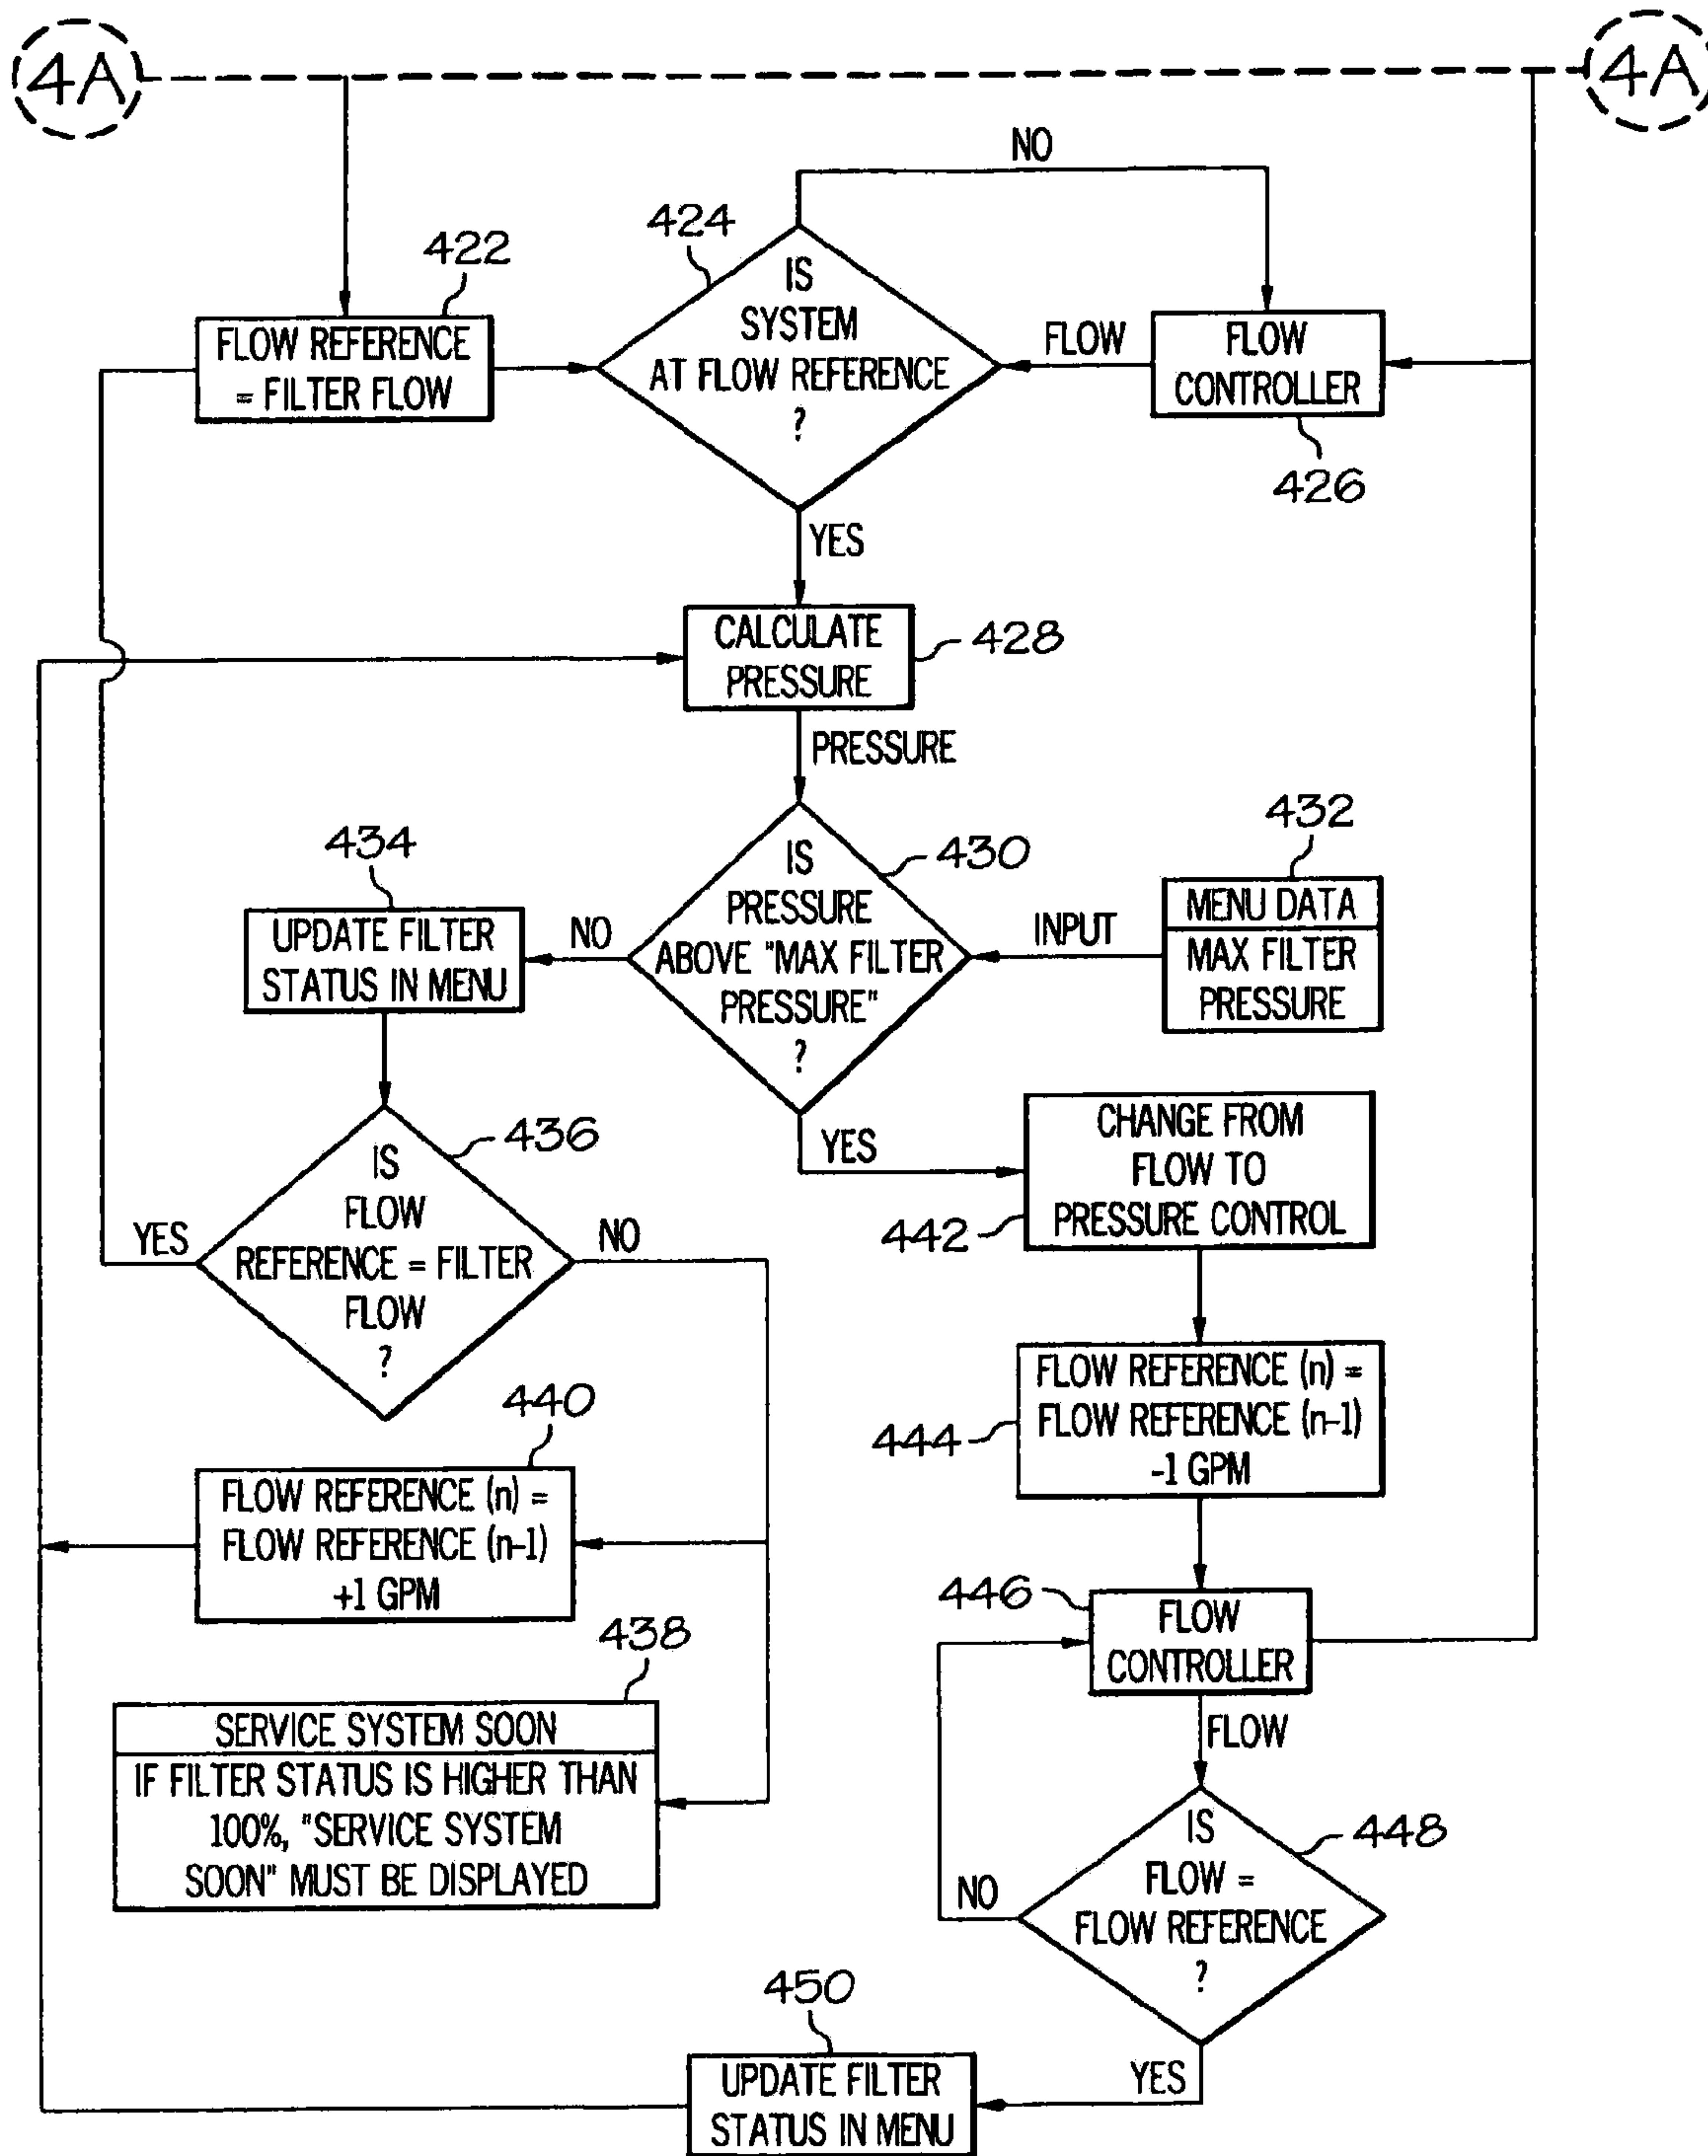 4A
4A
NO
424
422
IS
SYSTEM
AT FLOW REFERENCE
?
FLOW REFERENCE
= FILTER FLOW
FLOW
FLOW
CONTROLLER
426
YES
CALCULATE
PRESSURE
428
PRESSURE
432
434
430
IS
PRESSURE
ABOVE "MAX FILTER
PRESSURE"
?
MENU DATA
MAX FILTER
PRESSURE
INPUT
NO
UPDATE FILTER
STATUS IN MENU
436
IS
FLOW
REFERENCE = FILTER
FLOW
?
YES
NO
YES
CHANGE FROM
FLOW TO
PRESSURE CONTROL
442
FLOW REFERENCE (n) =
FLOW REFERENCE (n-1)
-1 GPM
444
440
FLOW REFERENCE (n) =
FLOW REFERENCE (n-1)
+1 GPM
446
FLOW
CONTROLLER
438
SERVICE SYSTEM SOON
IF FILTER STATUS IS HIGHER THAN
100%, "SERVICE SYSTEM
SOON" MUST BE DISPLAYED
FLOW
448
IS
FLOW =
FLOW REFERENCE
?
NO
450
YES
UPDATE FILTER
STATUS IN MENU